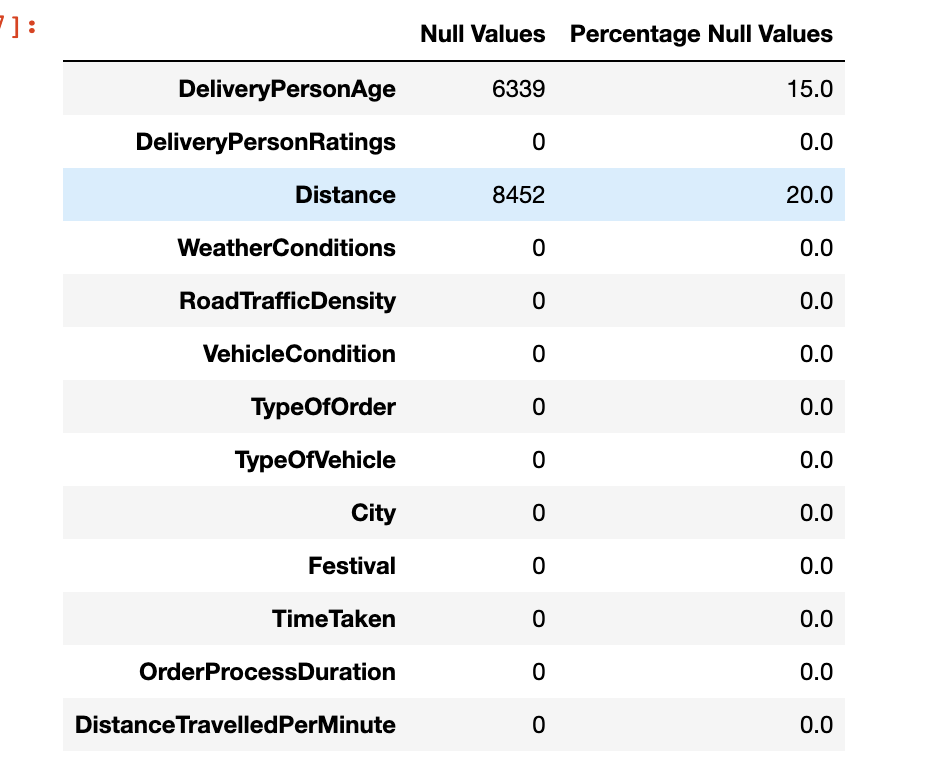 7]:
Null Values Percentage Null Values
DeliveryPersonAge 6339 15.0
DeliveryPersonRatings 0 0.0
Distance 8452 20.0
WeatherConditions 0 0.0
RoadTrafficDensity 0 0.0
VehicleCondition 0 0.0
TypeOfOrder 0 0.0
TypeOfVehicle 0 0.0
City 0 0.0
Festival 0 0.0
TimeTaken 0 0.0
OrderProcessDuration 0 0.0
DistanceTravelledPerMinute 0 0.0